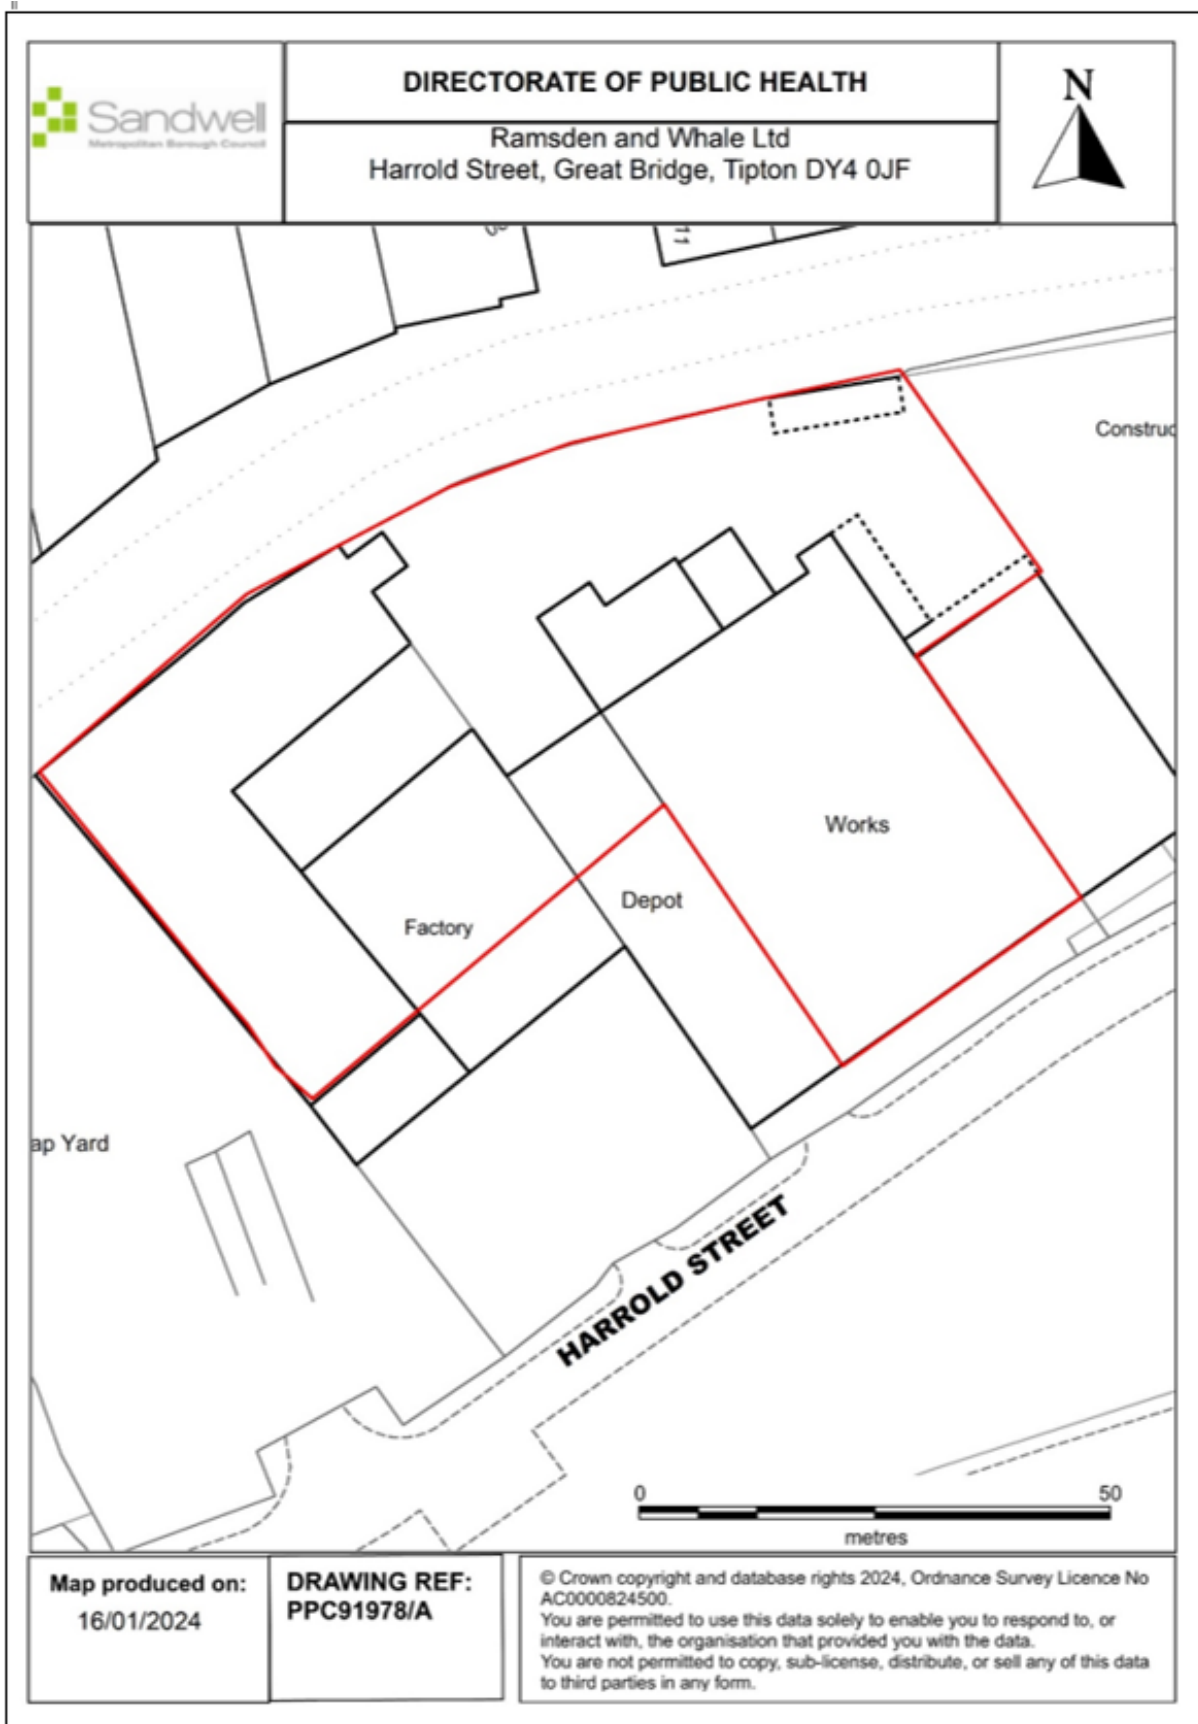 Sandwell
Metropolitan Borough Council
DIRECTORATE OF PUBLIC HEALTH
Ramsden and Whale Ltd
Harrold Street, Great Bridge, Tipton DY4 0JF
N
11
Construc
Works
Depot
Factory
ap Yard
HARROLD STREET
0
50
metres
Map produced on:
16/01/2024
DRAWING REF:
PPC91978/A
© Crown copyright and database rights 2024, Ordnance Survey Licence No
AC0000824500.
You are permitted to use this data solely to enable you to respond to, or
interact with, the organisation that provided you with the data.
You are not permitted to copy, sub-license, distribute, or sell any of this data
to third parties in any form.